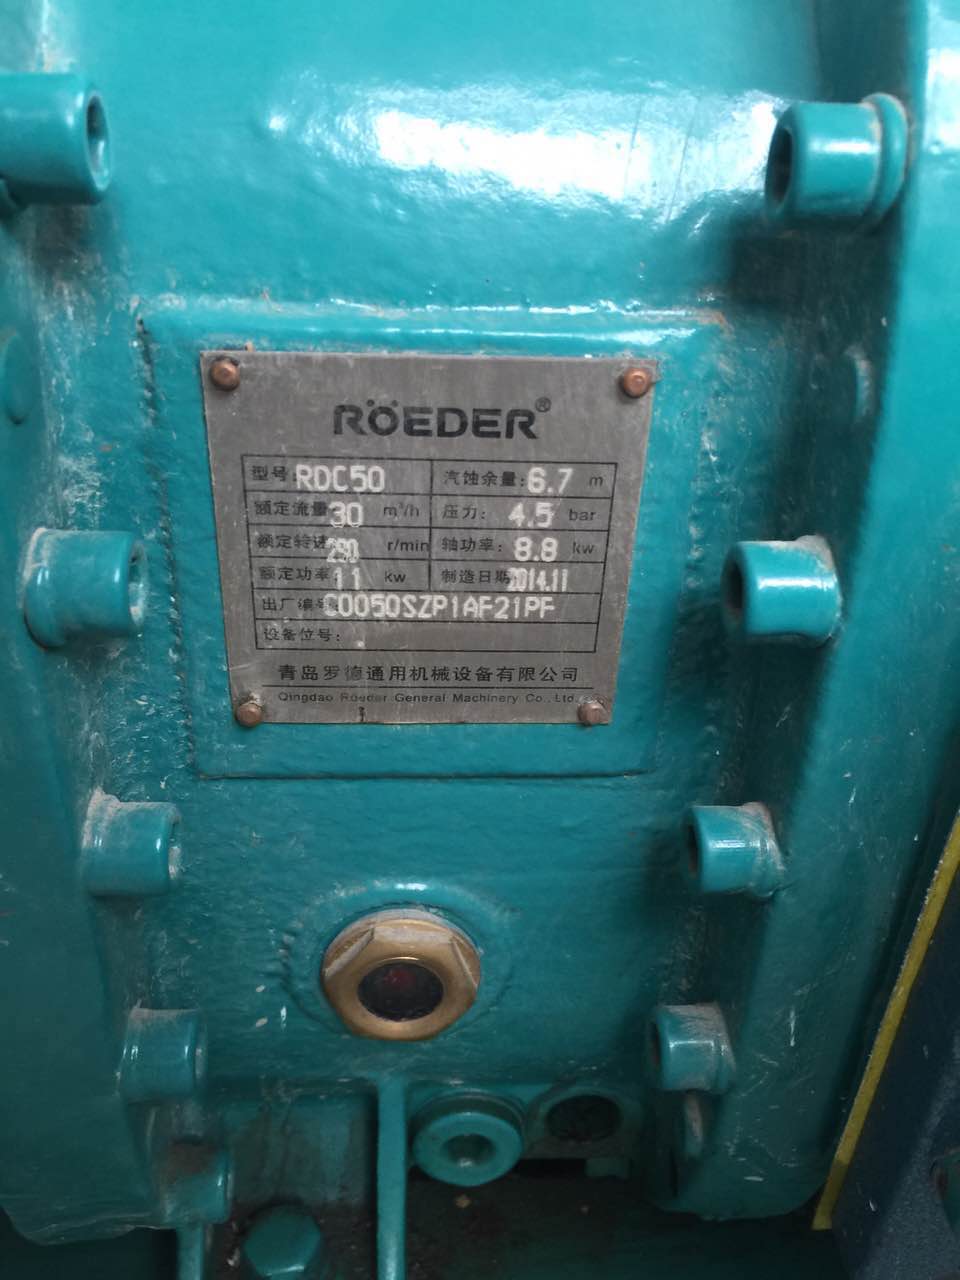 RÖEDER®
型号: RDC50 汽蚀余量: 6.7 m
额定流量 30 m³/h 压力: 4.5 bar
额定转速 r/min 轴功率: 8.8 kw
额定功率 11 kw 制造日期 2014.11
出厂编号 C0050SZP1AF21PF
设备位号:
青岛罗德通用机械设备有限公司
Qingdao Röeder General Machinery Co., Ltd.